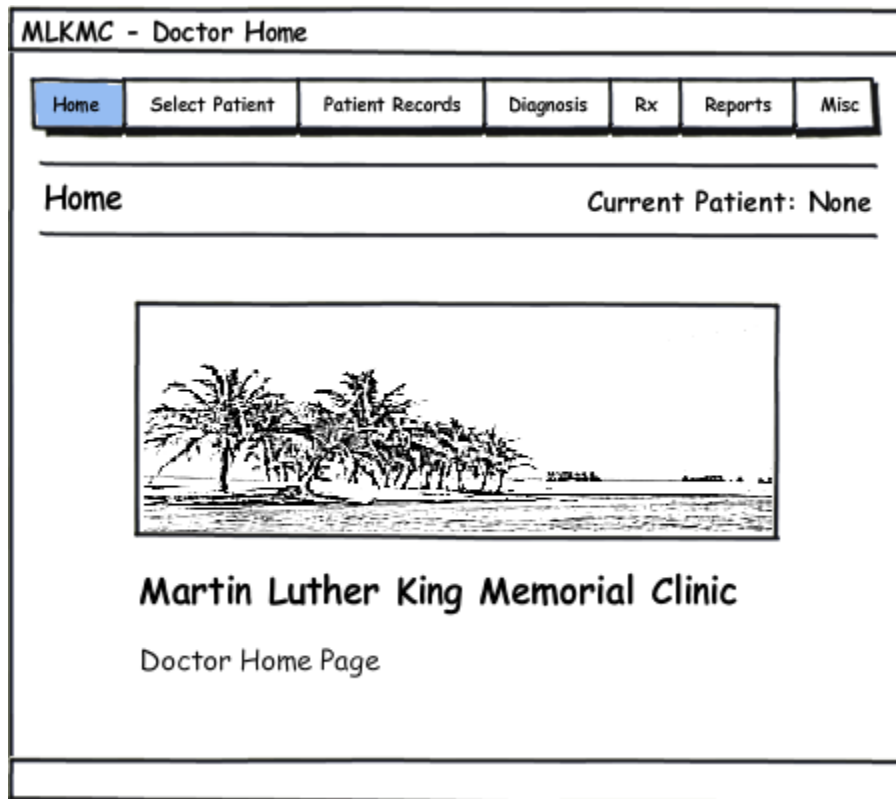 MLKMC - Doctor Home
Home Select Patient Patient Records Diagnosis Rx Reports Misc
Home Current Patient: None
Martin Luther King Memorial Clinic
Doctor Home Page